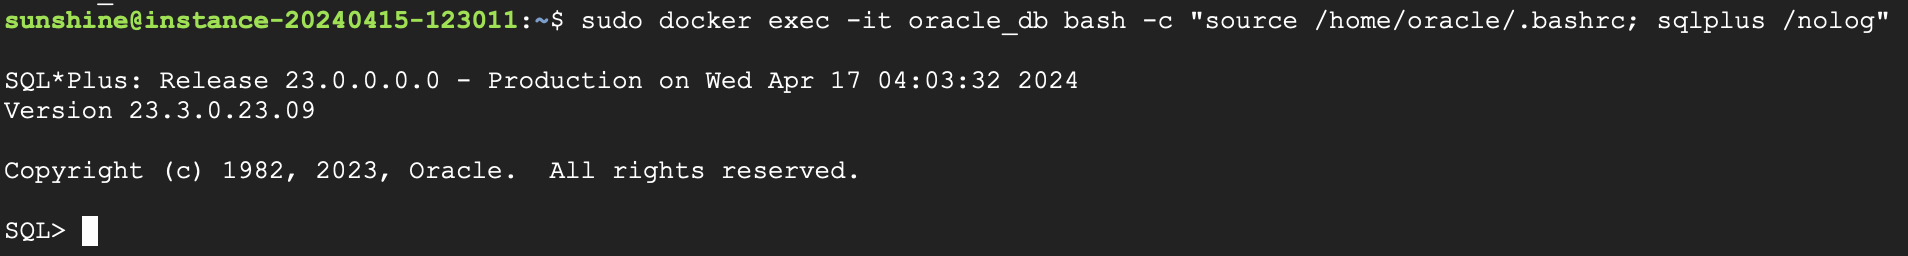 sunshine@instance-20240415-123011:~$ sudo docker exec -it oracle_db bash -c "source /home/oracle/.bashrc; sqlplus /nolog"
SQL*Plus: Release 23.0.0.0.0 - Production on Wed Apr 17 04:03:32 2024
Version 23.3.0.23.09
Copyright (c) 1982, 2023, Oracle.  All rights reserved.
SQL>